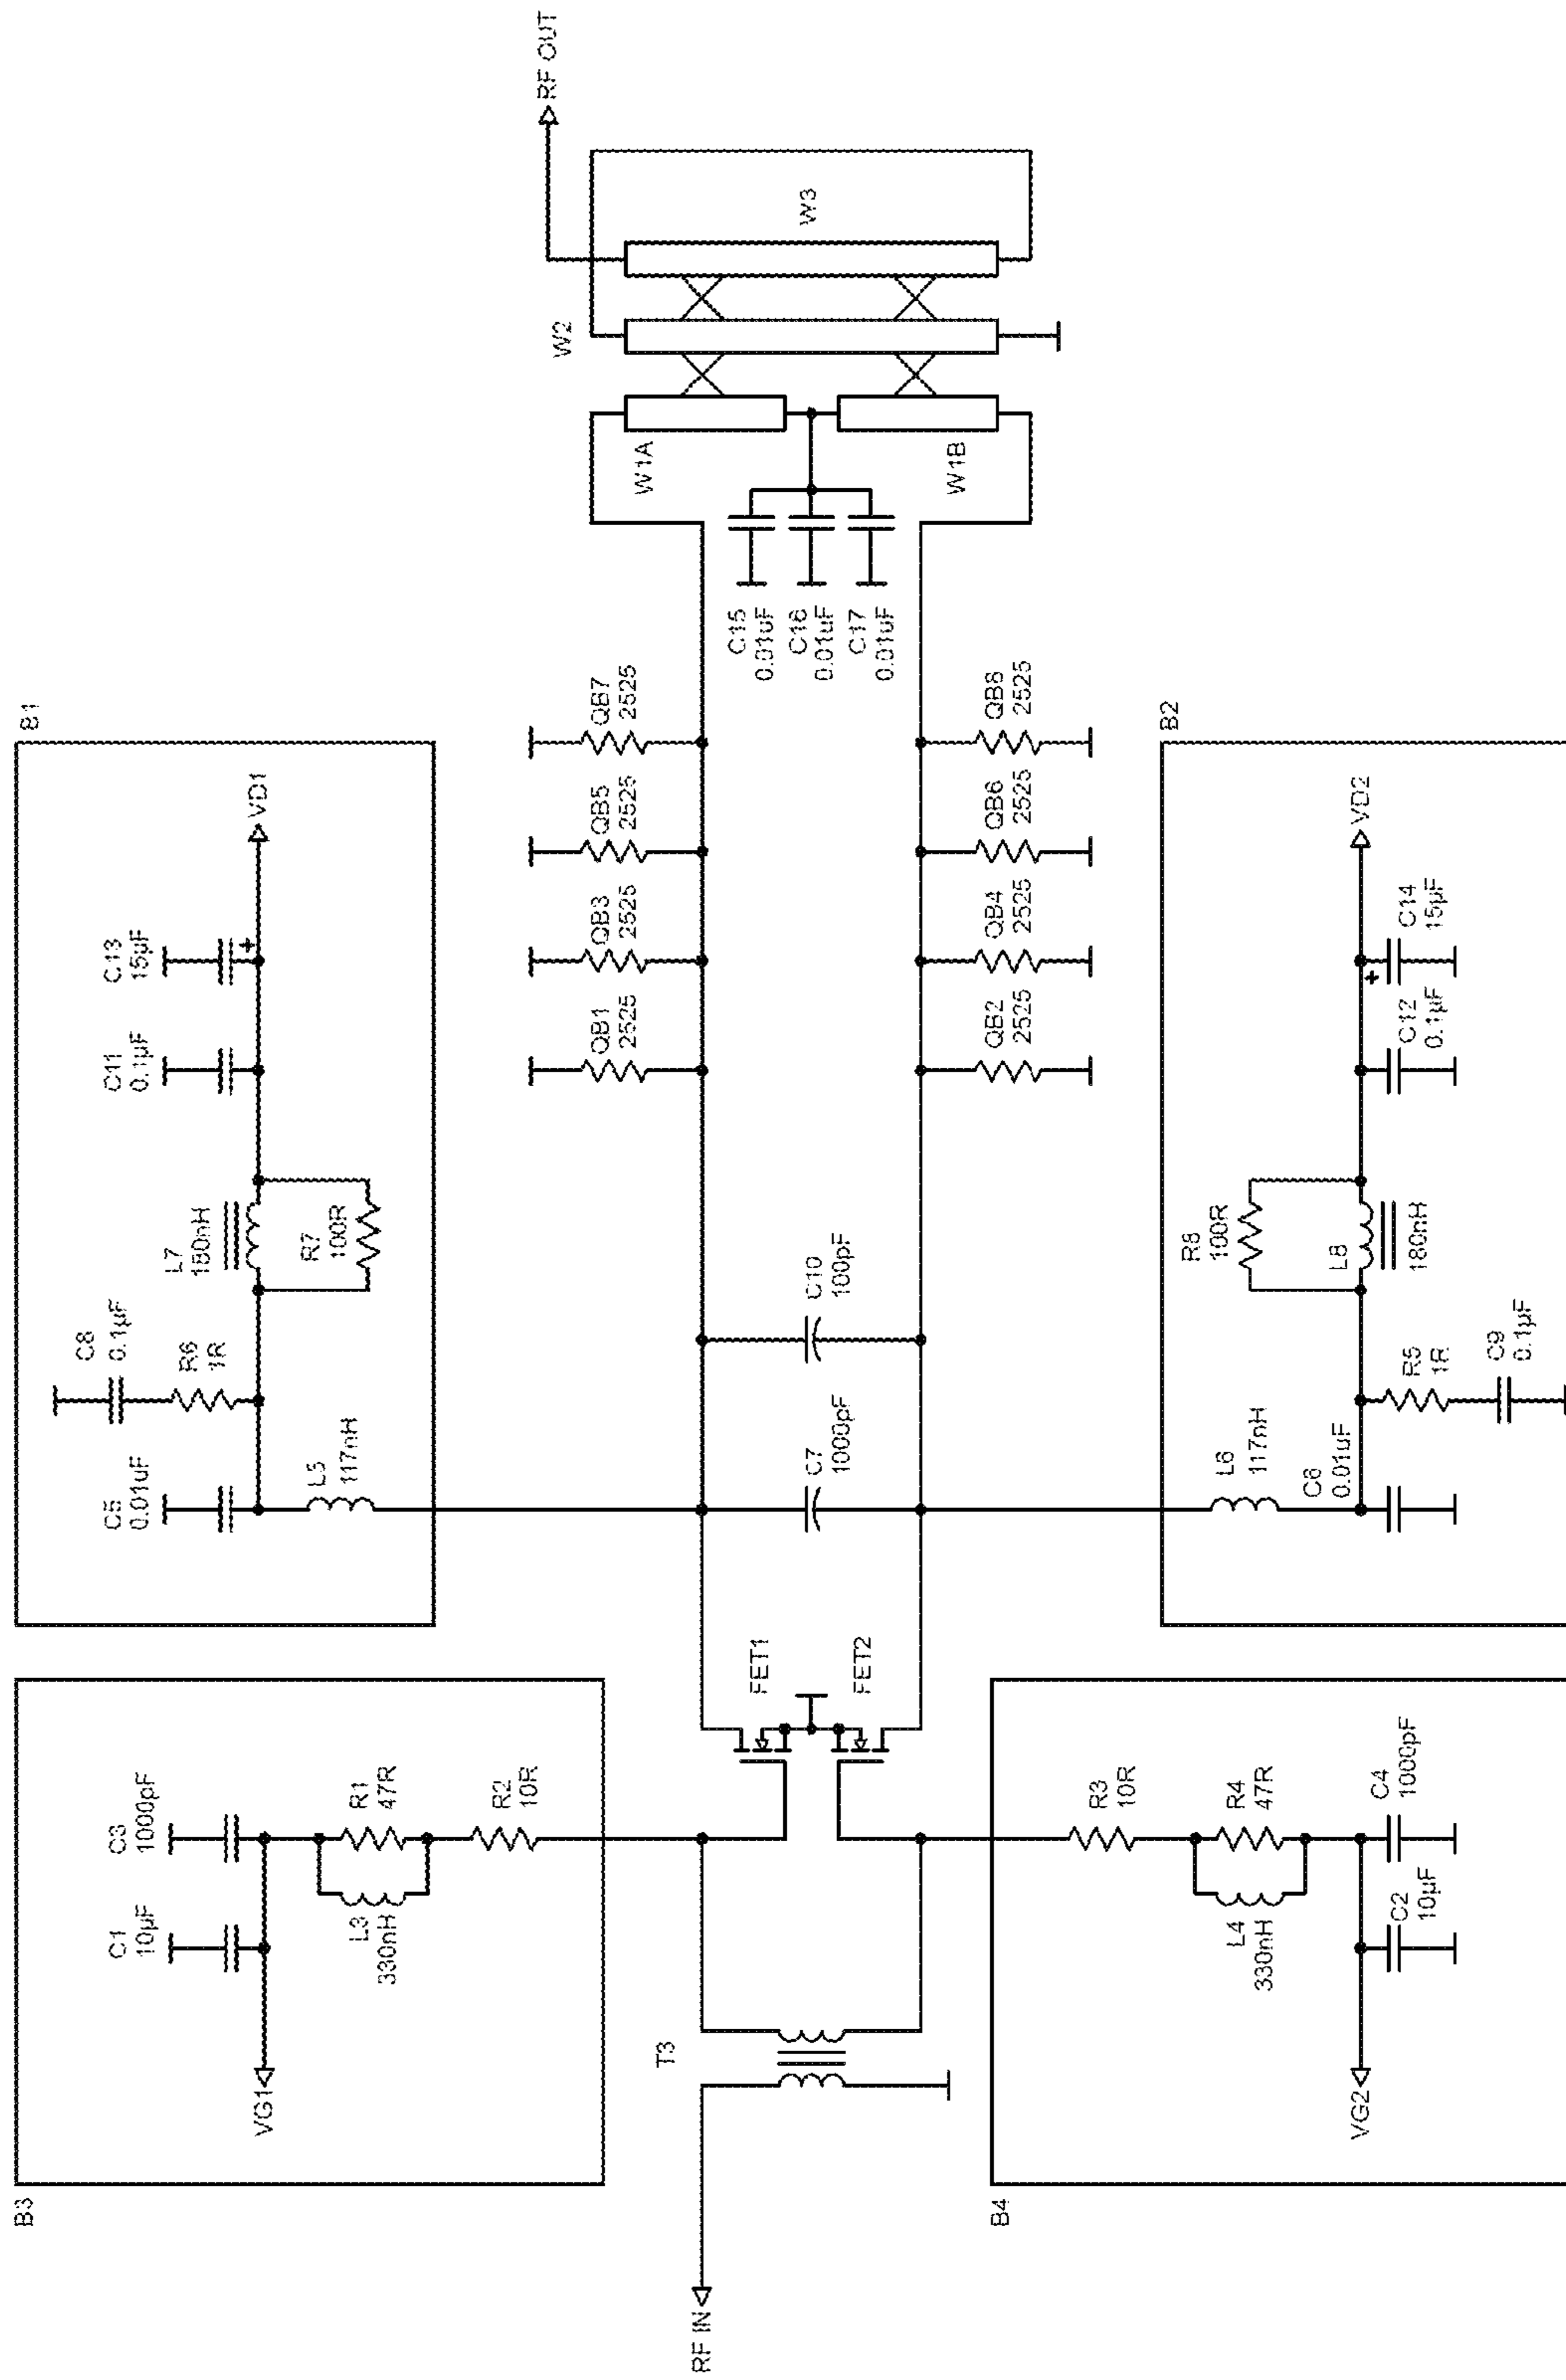 B3
C1
10µF
C3
1000pF
VG1
L3
330nH
R1
47R
R2
10R
B1
C5
0.01uF
C8
0.1µF
R6
1R
L5
117nH
L7
180nH
R7
100R
C11
0.1µF
C13
15µF
VD1
RF IN
T3
FET1
FET2
C7
1000pF
C10
100pF
QB1
2525
QB3
2525
QB5
2525
QB7
2525
QB2
2525
QB4
2525
QB6
2525
QB8
2525
C15
0.01uF
C16
0.01uF
C17
0.01uF
W1A
W1B
W2
W3
RF OUT
B4
R3
10R
L4
330nH
R4
47R
VG2
C2
10µF
C4
1000pF
B2
L6
117nH
C6
0.01uF
R5
1R
C9
0.1µF
R8
100R
L8
180nH
C12
0.1µF
C14
15µF
VD2